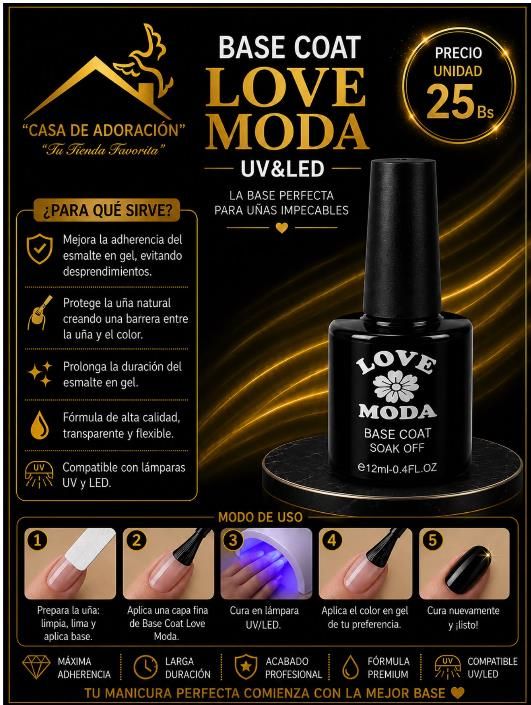 "CASA DE ADORACIÓN"
"Tu Tienda Favorita"
BASE COAT
LOVE
MODA
UV&LED
LA BASE PERFECTA
PARA UÑAS IMPECABLES
PRECIO
UNIDAD
25 Bs
¿PARA QUÉ SIRVE?
Mejora la adherencia del
esmalte en gel, evitando
desprendimientos.
Protege la uña natural
creando una barrera entre
la uña y el color.
Prolonga la duración del
esmalte en gel.
Fórmula de alta calidad,
transparente y flexible.
UV
Compatible con lámparas
UV y LED.
LOVE
MODA
BASE COAT
SOAK OFF
℮12ml-0.4FL.OZ
MODO DE USO
1
Prepara la uña:
limpia, lima y
aplica base.
2
Aplica una capa fina
de Base Coat Love
Moda.
3
Cura en lámpara
UV/LED.
4
Aplica el color en gel
de tu preferencia.
5
Cura nuevamente
y ¡listo!
MÁXIMA
ADHERENCIA
LARGA
DURACIÓN
ACABADO
PROFESIONAL
FÓRMULA
PREMIUM
UV
COMPATIBLE
UV/LED
TU MANICURA PERFECTA COMIENZA CON LA MEJOR BASE